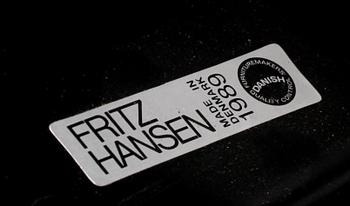 FRITZ
HANSEN
MADE IN
DENMARK
1989
FURNITUREMAKERS
DANISH
QUALITY CONTROL